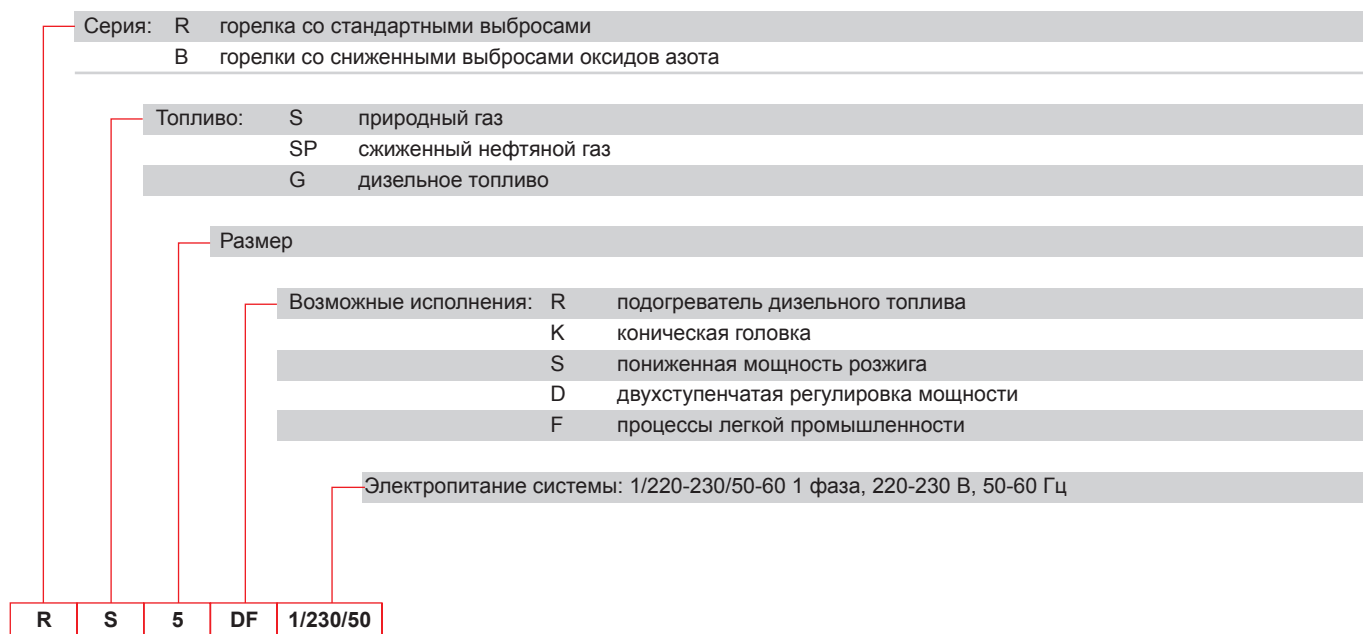 Серия: R горелка со стандартными выбросами
B горелки со сниженными выбросами оксидов азота
Топливо: S природный газ
SP сжиженный нефтяной газ
G дизельное топливо
Размер
Возможные исполнения: R подогреватель дизельного топлива
K коническая головка
S пониженная мощность розжига
D двухступенчатая регулировка мощности
F процессы легкой промышленности
Электропитание системы: 1/220-230/50-60 1 фаза, 220-230 В, 50-60 Гц
R S 5 DF 1/230/50